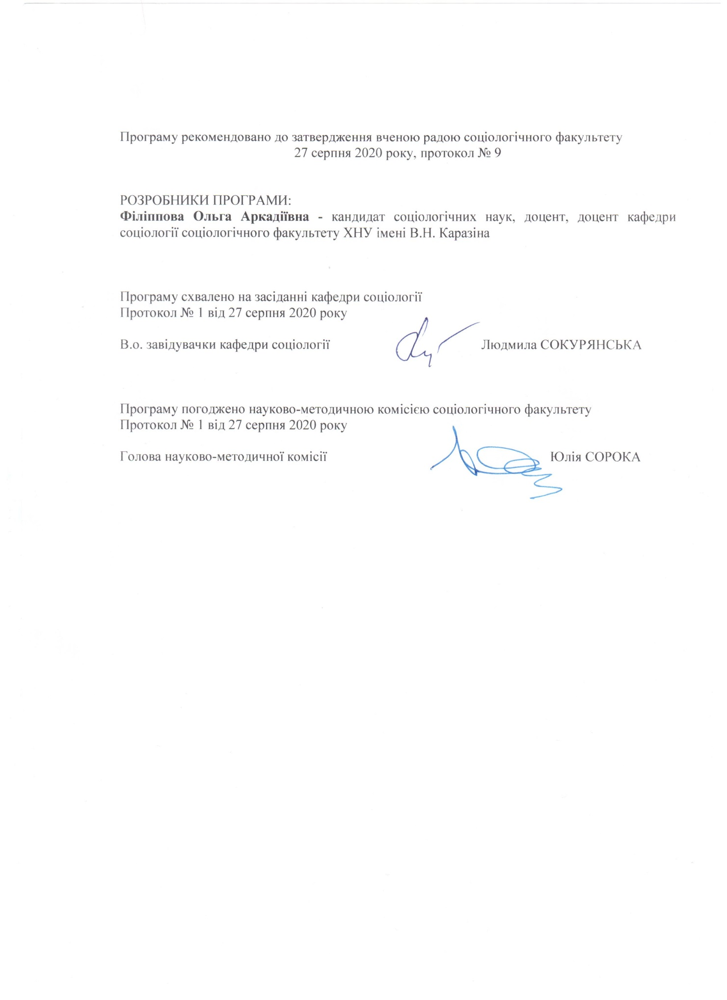 Програму рекомендовано до затвердження вченою радою соціологічного факультету
27 серпня 2020 року, протокол № 9
РОЗРОБНИКИ ПРОГРАМИ:
Філіппова Ольга Аркадіївна - кандидат соціологічних наук, доцент, доцент кафедри
соціології соціологічного факультету ХНУ імені В.Н. Каразіна
Програму схвалено на засіданні кафедри соціології
Протокол № 1 від 27 серпня 2020 року
В.о. завідувачки кафедри соціології Людмила СОКУРЯНСЬКА
Програму погоджено науково-методичною комісією соціологічного факультету
Протокол № 1 від 27 серпня 2020 року
Голова науково-методичної комісії Юлія СОРОКА